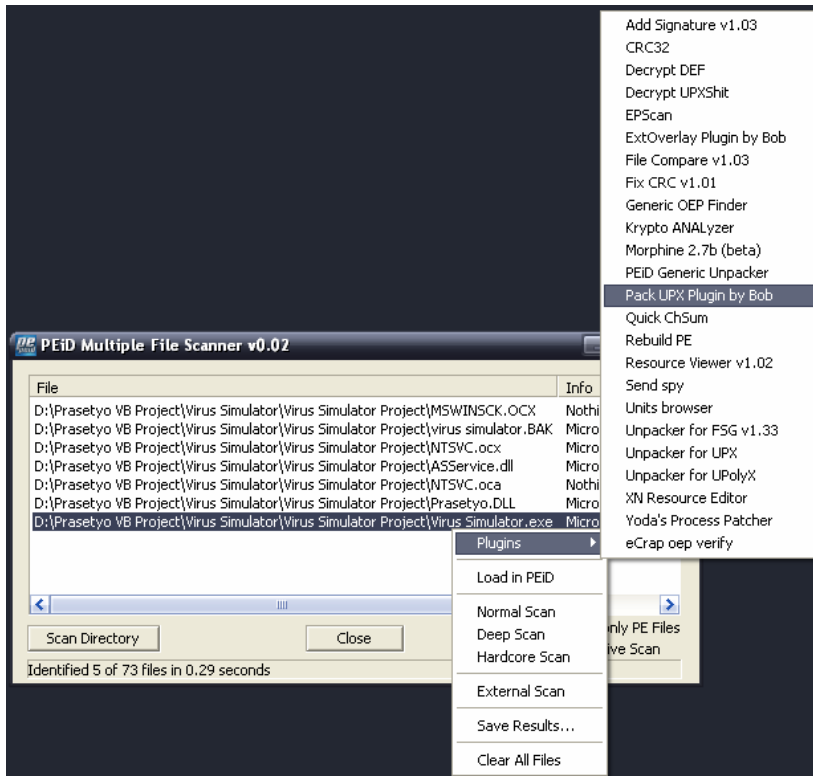 Add Signature v1.03
CRC32
Decrypt DEF
Decrypt UPXShit
EPScan
ExtOverlay Plugin by Bob
File Compare v1.03
Fix CRC v1.01
Generic OEP Finder
Krypto ANALyzer
Morphine 2.7b (beta)
PEiD Generic Unpacker
Pack UPX Plugin by Bob
Quick ChSum
Rebuild PE
Resource Viewer v1.02
Send spy
Units browser
Unpacker for FSG v1.33
Unpacker for UPX
Unpacker for UPolyX
XN Resource Editor
Yoda's Process Patcher
eCrap oep verify
PEiD Multiple File Scanner v0.02
File Info
D:\Prasetyo VB Project\Virus Simulator\Virus Simulator Project\MSWINSCK.OCX Nothi
D:\Prasetyo VB Project\Virus Simulator\Virus Simulator Project\virus simulator.BAK Micro
D:\Prasetyo VB Project\Virus Simulator\Virus Simulator Project\NTSVC.ocx Micro
D:\Prasetyo VB Project\Virus Simulator\Virus Simulator Project\ASService.dll Micro
D:\Prasetyo VB Project\Virus Simulator\Virus Simulator Project\NTSVC.oca Nothi
D:\Prasetyo VB Project\Virus Simulator\Virus Simulator Project\Prasetyo.DLL Micro
D:\Prasetyo VB Project\Virus Simulator\Virus Simulator Project\Virus Simulator.exe Micro
Plugins
Load in PEiD
Normal Scan
Deep Scan
Hardcore Scan
External Scan
Save Results...
Clear All Files
Scan Directory
Close
only PE Files
ive Scan
Identified 5 of 73 files in 0.29 seconds